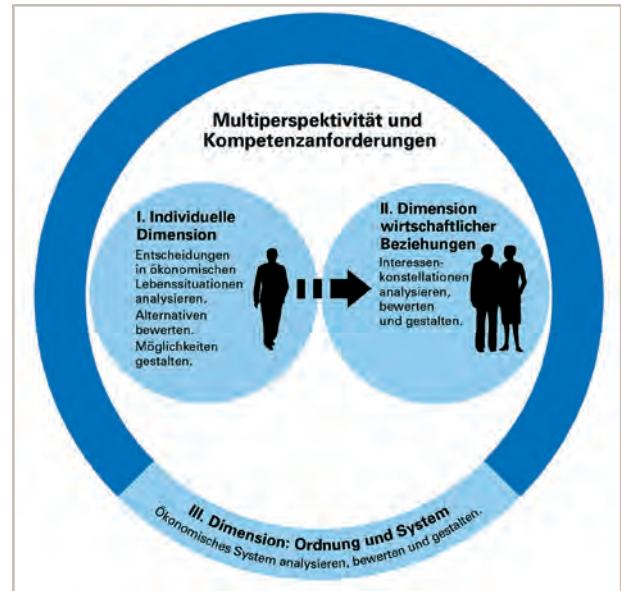 Multiperspektivität und
Kompetenzanforderungen
I. Individuelle
Dimension
Entscheidungen
in ökonomischen
Lebenssituationen
analysieren.
Alternativen
bewerten.
Möglichkeiten
gestalten.
II. Dimension
wirtschaftlicher
Beziehungen
Interessen-
konstellationen
analysieren,
bewerten
und gestalten.
III. Dimension: Ordnung und System
Ökonomisches System analysieren, bewerten und gestalten.